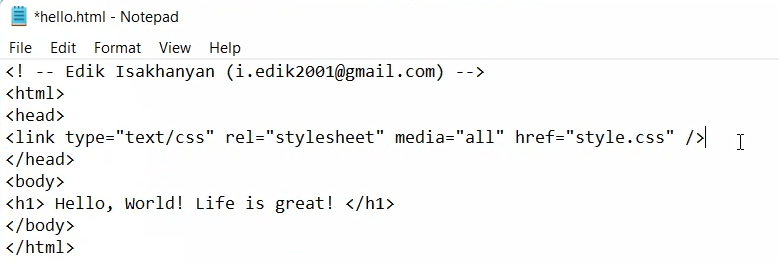 *hello.html - Notepad
File Edit Format View Help
<! -- Edik Isakhanyan (i.edik2001@gmail.com) -->
<html>
<head>
<link type="text/css" rel="stylesheet" media="all" href="style.css" />
</head>
<body>
<h1> Hello, World! Life is great! </h1>
</body>
</html>